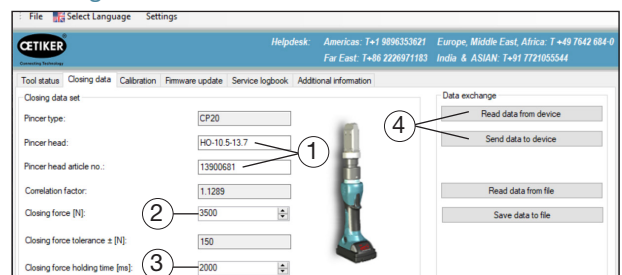 File Select Language Settings
OETIKER
Connecting Technology
Helpdesk: Americas: T+1 9896353621 Europe, Middle East, Africa: T +49 7642 684-0
Far East: T+86 2226971183 India & ASIAN: T+91 7721055544
Tool status Closing data Calibration Firmware update Service logbook Additional information
Closing data set
Data exchange
Pincer type: CP20
Read data from device
4
Pincer head: HO-10.5-13.7
Send data to device
1
Pincer head article no.: 13900681
Correlation factor: 1.1289
Read data from file
Closing force [N]: 2 3500
Save data to file
Closing force tolerance ± [N]: 150
Closing force holding time [ms]: 3 2000